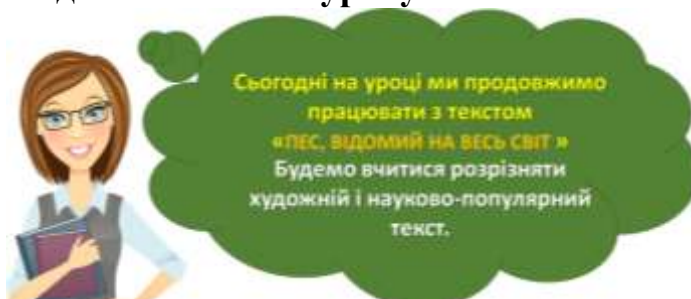 Сьогодні на уроці ми продовжимо
працювати з текстом
«ПЕС, ВІДОМИЙ НА ВЕСЬ СВІТ »
Будемо вчитися розрізняти
художній і науково-популярний
текст.